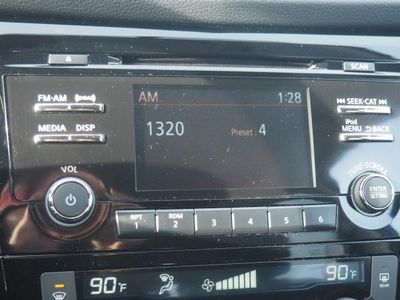 SCAN
FM-AM
MEDIA DISP
AM 1:28
1320 Preset: 4
SEEK·CAT
iPod
MENU BACK
VOL
TUNE·SCROLL
ENTER
SETTING
RPT RDM
1 2 3 4 5 6
90°F 90°F
REAR